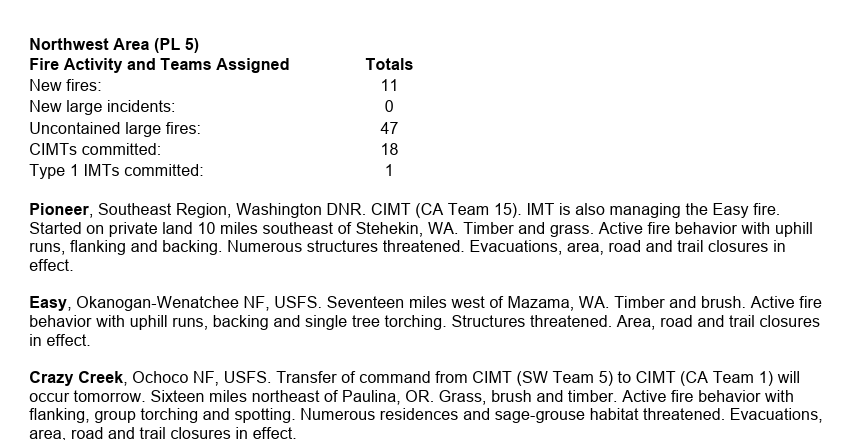 Northwest Area (PL 5)
Fire Activity and Teams Assigned Totals
New fires: 11
New large incidents: 0
Uncontained large fires: 47
CIMTs committed: 18
Type 1 IMTs committed: 1
Pioneer, Southeast Region, Washington DNR. CIMT (CA Team 15). IMT is also managing the Easy fire.
Started on private land 10 miles southeast of Stehekin, WA. Timber and grass. Active fire behavior with uphill
runs, flanking and backing. Numerous structures threatened. Evacuations, area, road and trail closures in
effect.
Easy, Okanogan-Wenatchee NF, USFS. Seventeen miles west of Mazama, WA. Timber and brush. Active fire
behavior with uphill runs, backing and single tree torching. Structures threatened. Area, road and trail closures
in effect.
Crazy Creek, Ochoco NF, USFS. Transfer of command from CIMT (SW Team 5) to CIMT (CA Team 1) will
occur tomorrow. Sixteen miles northeast of Paulina, OR. Grass, brush and timber. Active fire behavior with
flanking, group torching and spotting. Numerous residences and sage-grouse habitat threatened. Evacuations,
area, road and trail closures in effect.